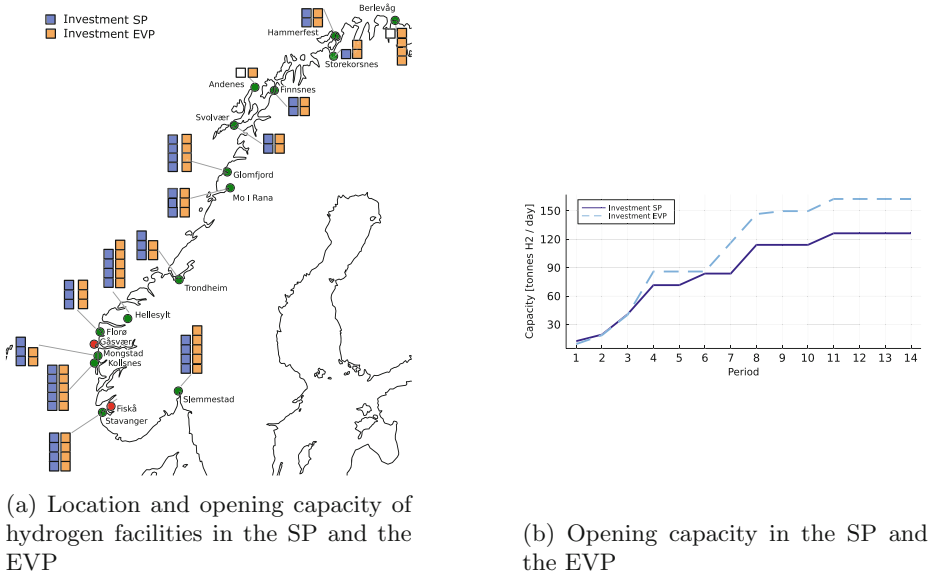 Investment SP
Investment EVP
Berlevåg
Hammerfest
Storekorsnes
Andenes
Finnsnes
Svolvær
Glomfjord
Mo I Rana
Trondheim
Hellesylt
Florø
Gåsvær
Mongstad
Kollsnes
Slemmestad
Fiskå
Stavanger
(a) Location and opening capacity of
hydrogen facilities in the SP and the
EVP
Capacity [tonnes H2 / day]
150
120
90
60
30
Investment SP
Investment EVP
1 2 3 4 5 6 7 8 9 10 11 12 13 14
Period
(b) Opening capacity in the SP and
the EVP